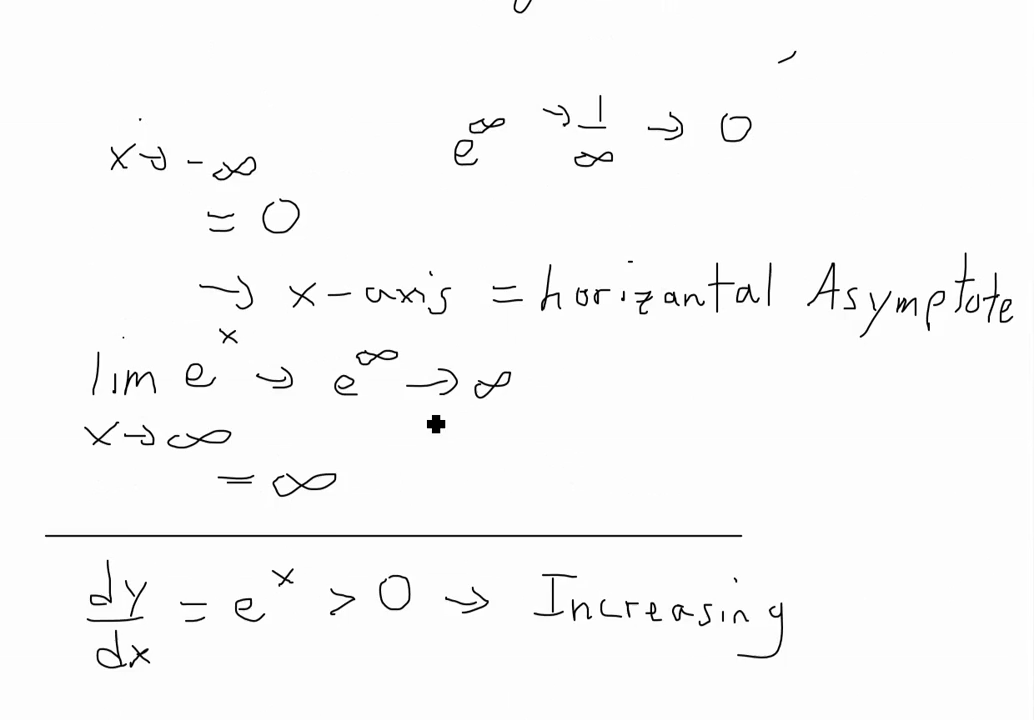 x → -∞ e^∞ → 1/∞ → 0
= 0
→ x-axis = horizantal Asymptote
lim e^x → e^∞ → ∞
x → ∞
= ∞
dy/dx = e^x > 0 → Increasing